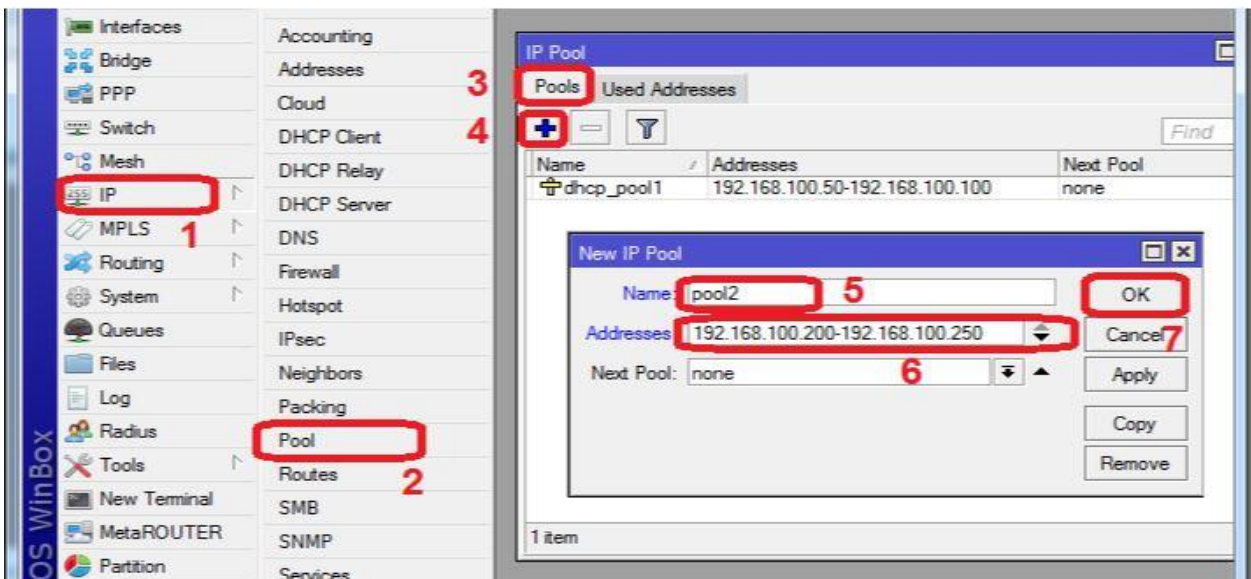 Interfaces
Bridge
PPP
Switch
Mesh
IP
1
MPLS
Routing
System
Queues
Files
Log
Radius
Tools
New Terminal
MetaROUTER
Partition
OS WinBox
Accounting
Addresses
Cloud
DHCP Client
DHCP Relay
DHCP Server
DNS
Firewall
Hotspot
IPsec
Neighbors
Packing
Pool
2
Routes
SMB
SNMP
Services
IP Pool
3 Pools Used Addresses
4 Find
Name Addresses Next Pool
dhcp_pool1 192.168.100.50-192.168.100.100 none
New IP Pool
Name: pool2 5 OK
Addresses 192.168.100.200-192.168.100.250 Cancel 7
Next Pool: none 6 Apply
Copy
Remove
1 item